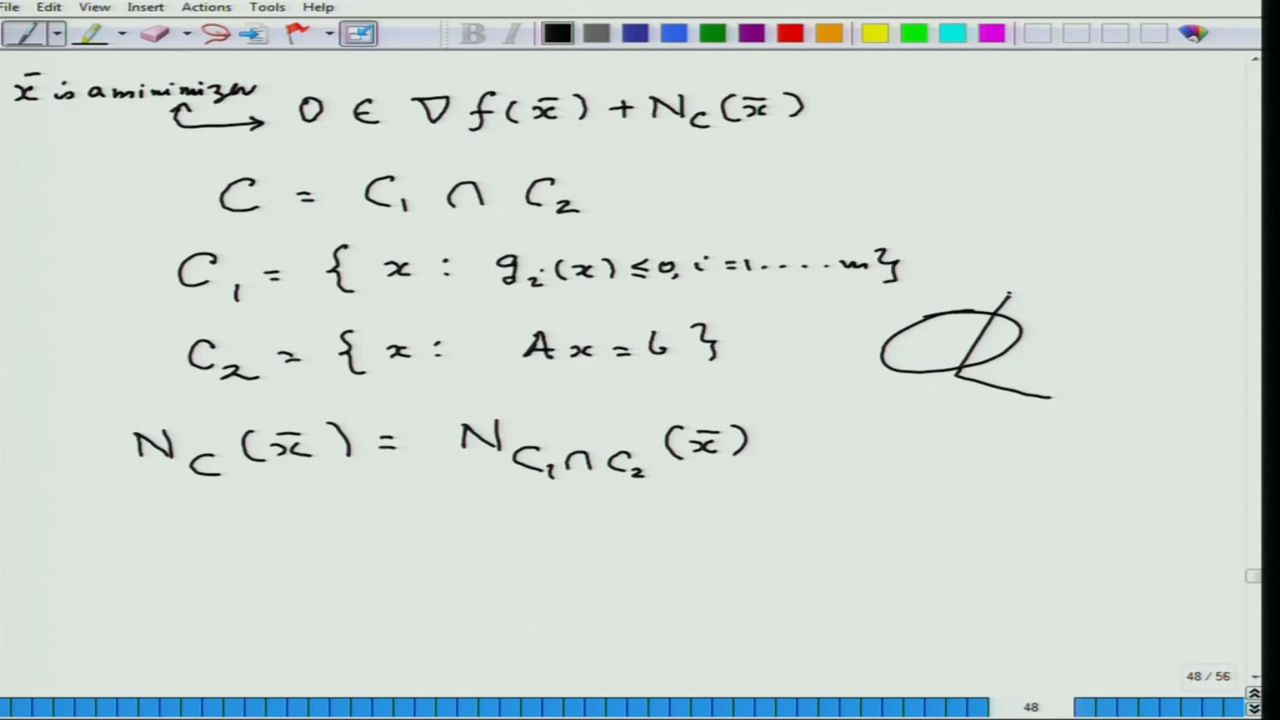 File Edit View Insert Actions Tools Help
x̄ is a minimizer
0 ∈ ∇ f(x̄) + N_C(x̄)
C = C₁ ∩ C₂
C₁ = { x : gᵢ(x) ≤ 0, i = 1 ..... m }
C₂ = { x : Ax = b }
N_C (x̄) = N_{C₁∩C₂} (x̄)
48 / 56
48